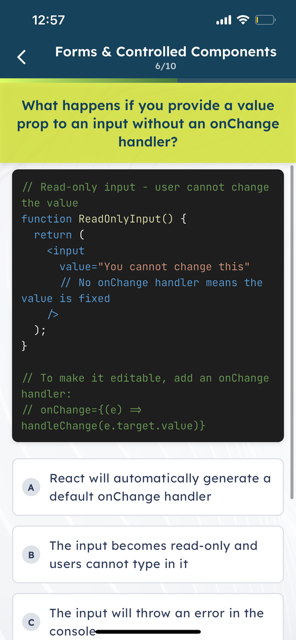 12:57
Forms & Controlled Components
6/10
What happens if you provide a value
prop to an input without an onChange
handler?
// Read-only input - user cannot change
the value
function ReadOnlyInput() {
return (
<input
value="You cannot change this"
// No onChange handler means the
value is fixed
/>
);
}
// To make it editable, add an onChange
handler:
// onChange={(e) =>
handleChange(e.target.value)}
A
React will automatically generate a
default onChange handler
B
The input becomes read-only and
users cannot type in it
C
The input will throw an error in the
console